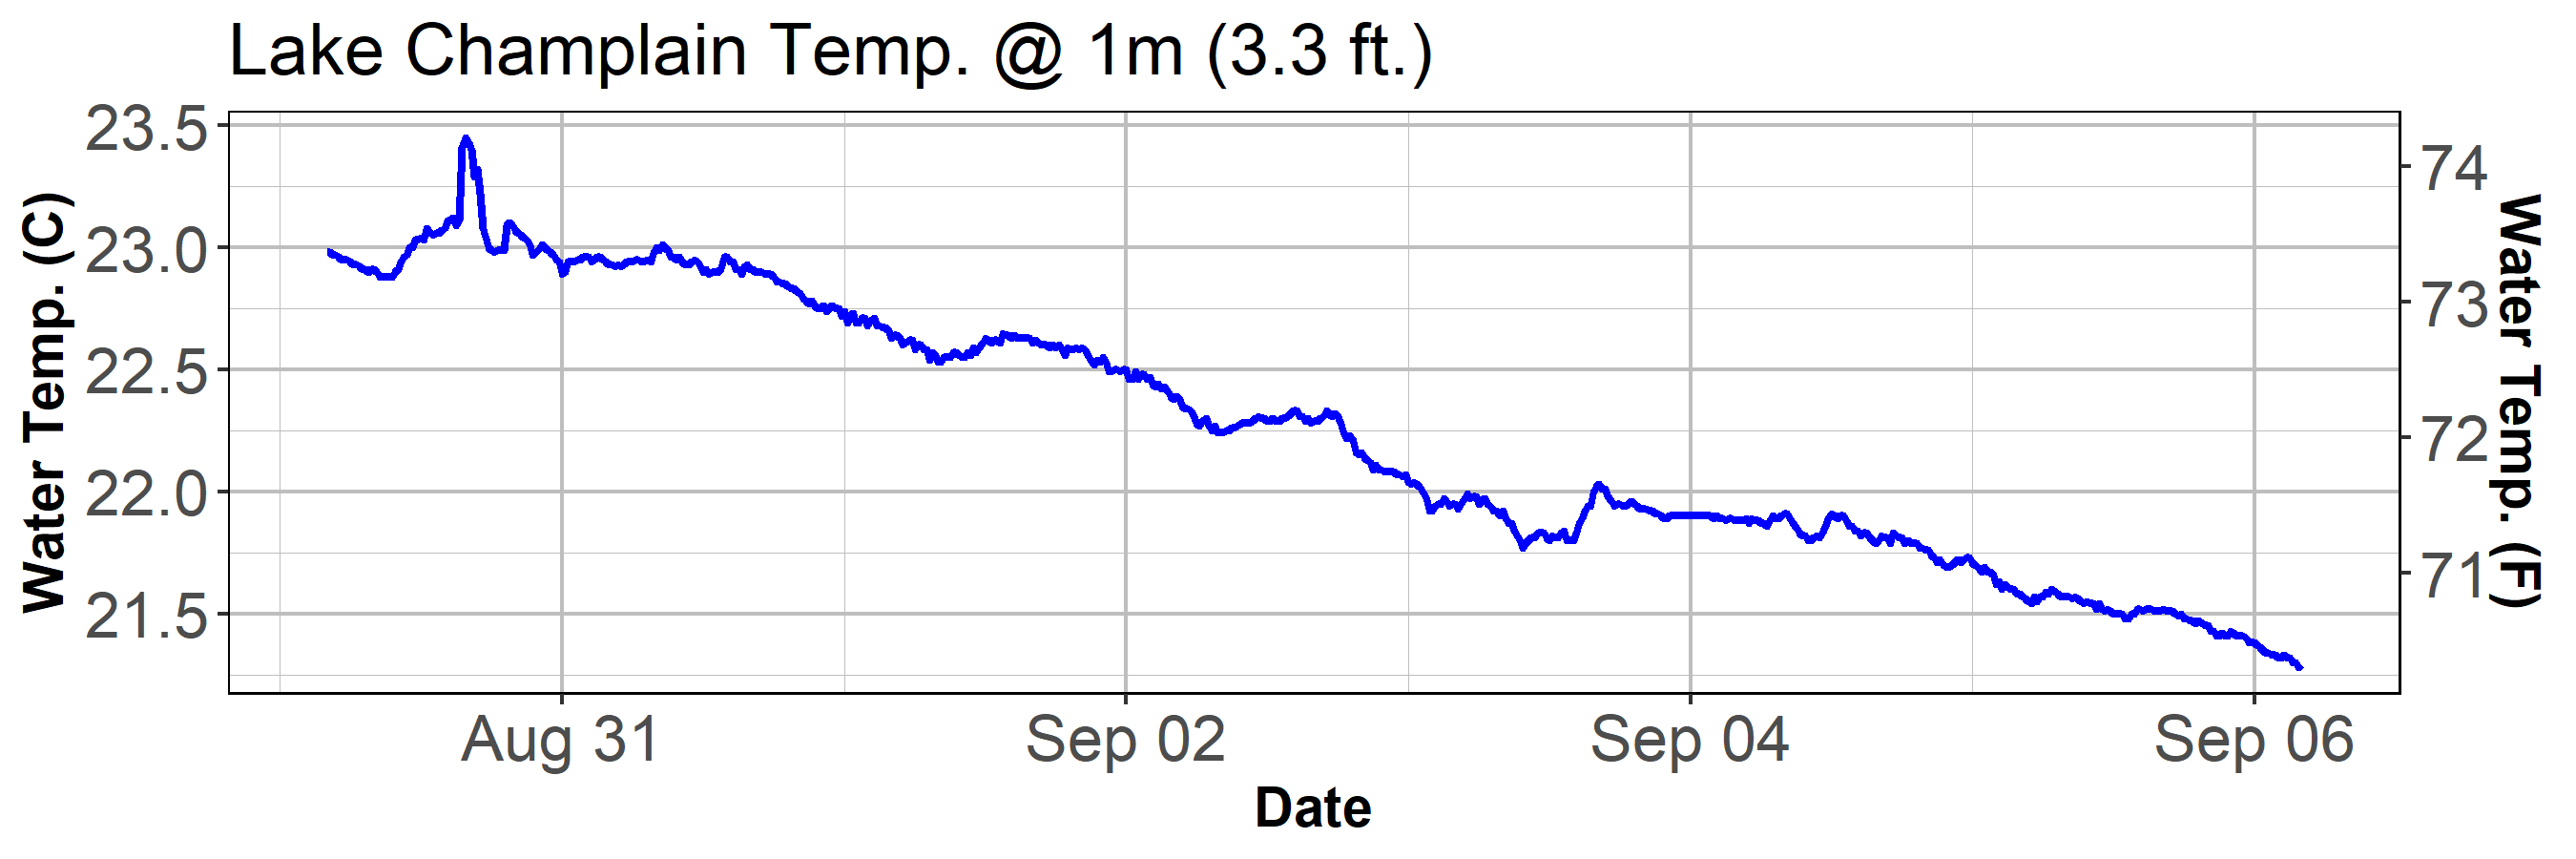 Lake Champlain Temp. @ 1m (3.3 ft.)
Water Temp. (C)
23.5
23.0
22.5
22.0
21.5
74
73
72
71
Water Temp. (F)
Aug 31
Sep 02
Sep 04
Sep 06
Date